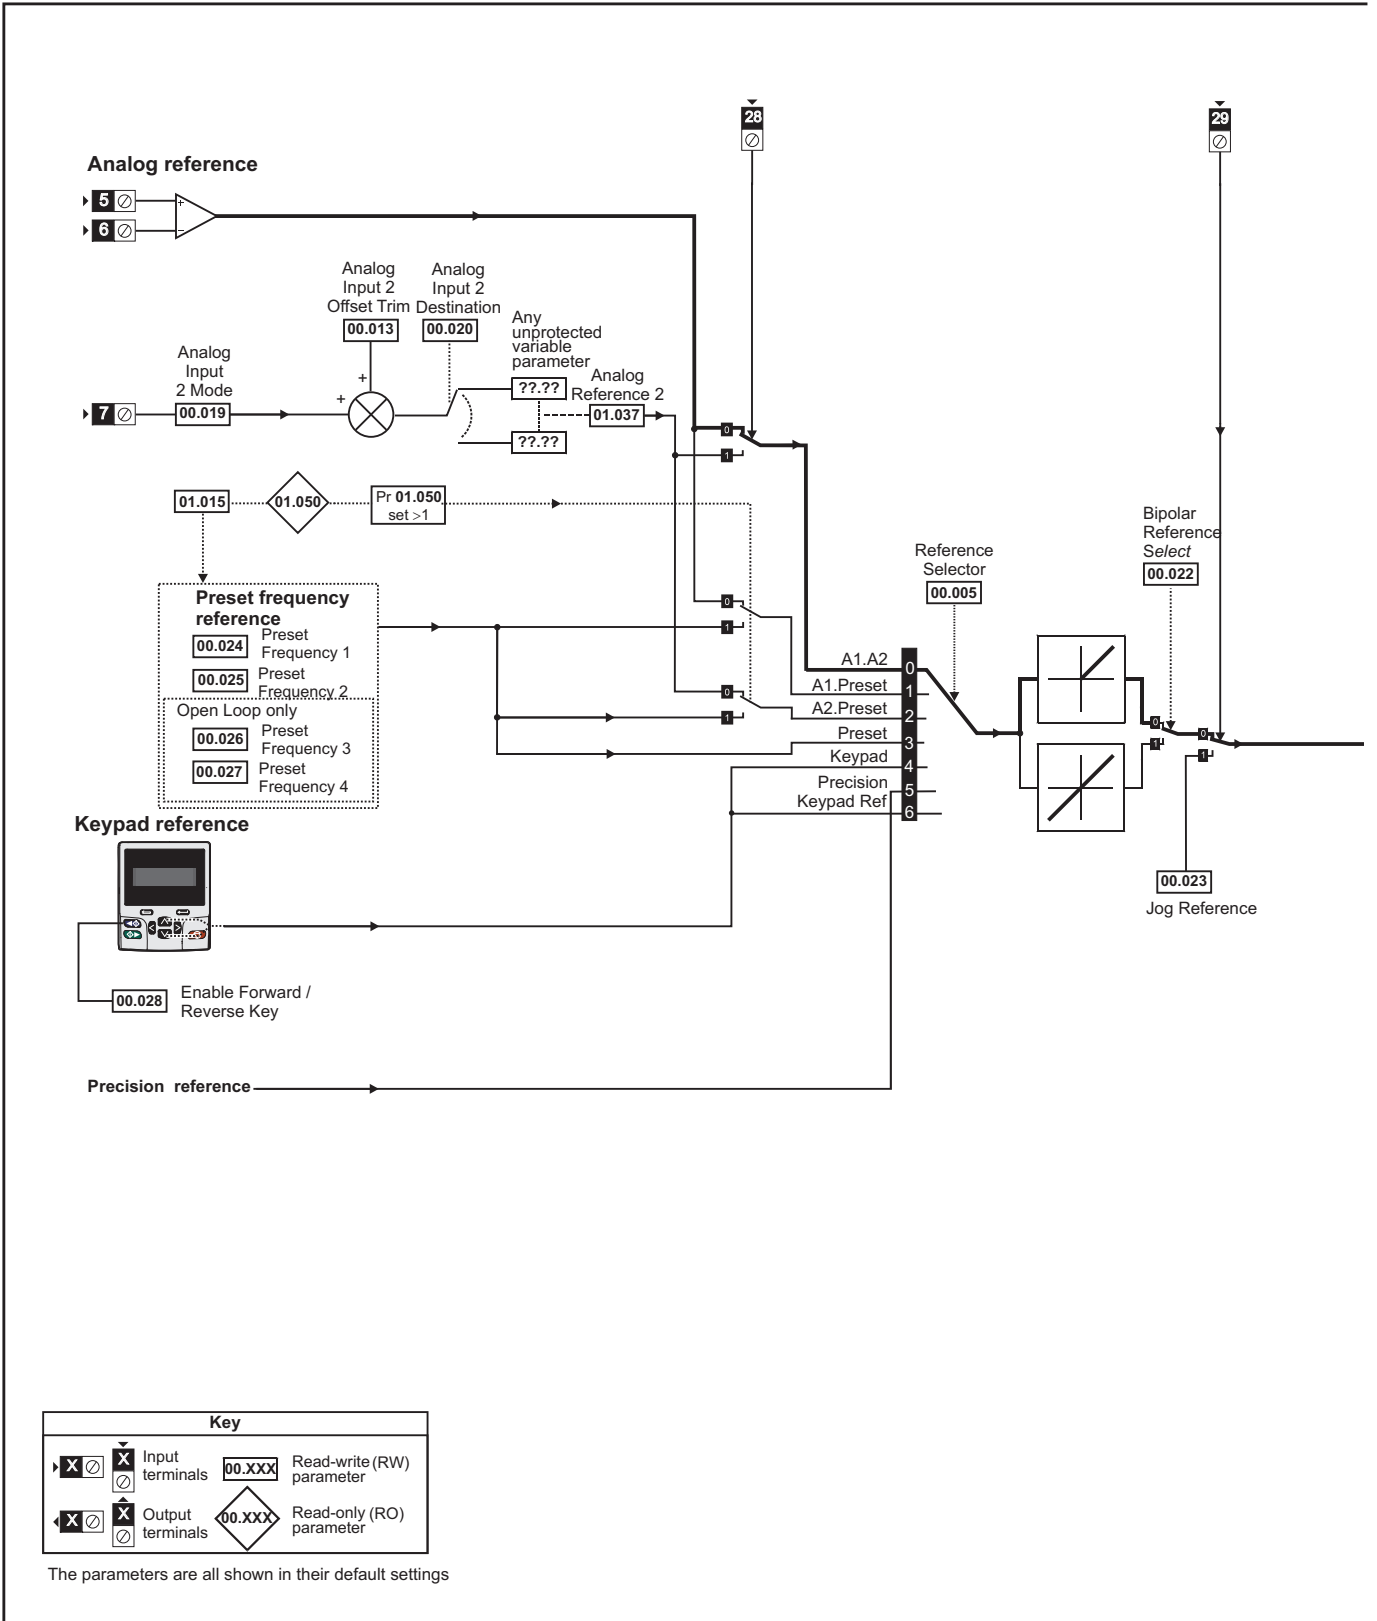 28
29
Analog reference
5
+
6
−
Analog
Input 2
Offset Trim
00.013
Analog
Input 2
Destination
00.020
Any
unprotected
variable
parameter
??.??
??.??
Analog
Reference 2
01.037
Analog
Input
2 Mode
7
00.019
+
+
0
1
01.015
01.050
Pr 01.050
set >1
Preset frequency
reference
00.024
Preset
Frequency 1
00.025
Preset
Frequency 2
Open Loop only
00.026
Preset
Frequency 3
00.027
Preset
Frequency 4
0
1
0
1
Reference
Selector
00.005
Bipolar
Reference
Select
00.022
A1.A2
0
A1.Preset
1
A2.Preset
2
Preset
3
Keypad
4
Precision
5
Keypad Ref
6
0
1
0
1
00.023
Jog Reference
Keypad reference
00.028
Enable Forward /
Reverse Key
Precision reference
Key
X
X
Input
terminals
00.XXX
Read-write (RW)
parameter
X
X
Output
terminals
00.XXX
Read-only (RO)
parameter
The parameters are all shown in their default settings